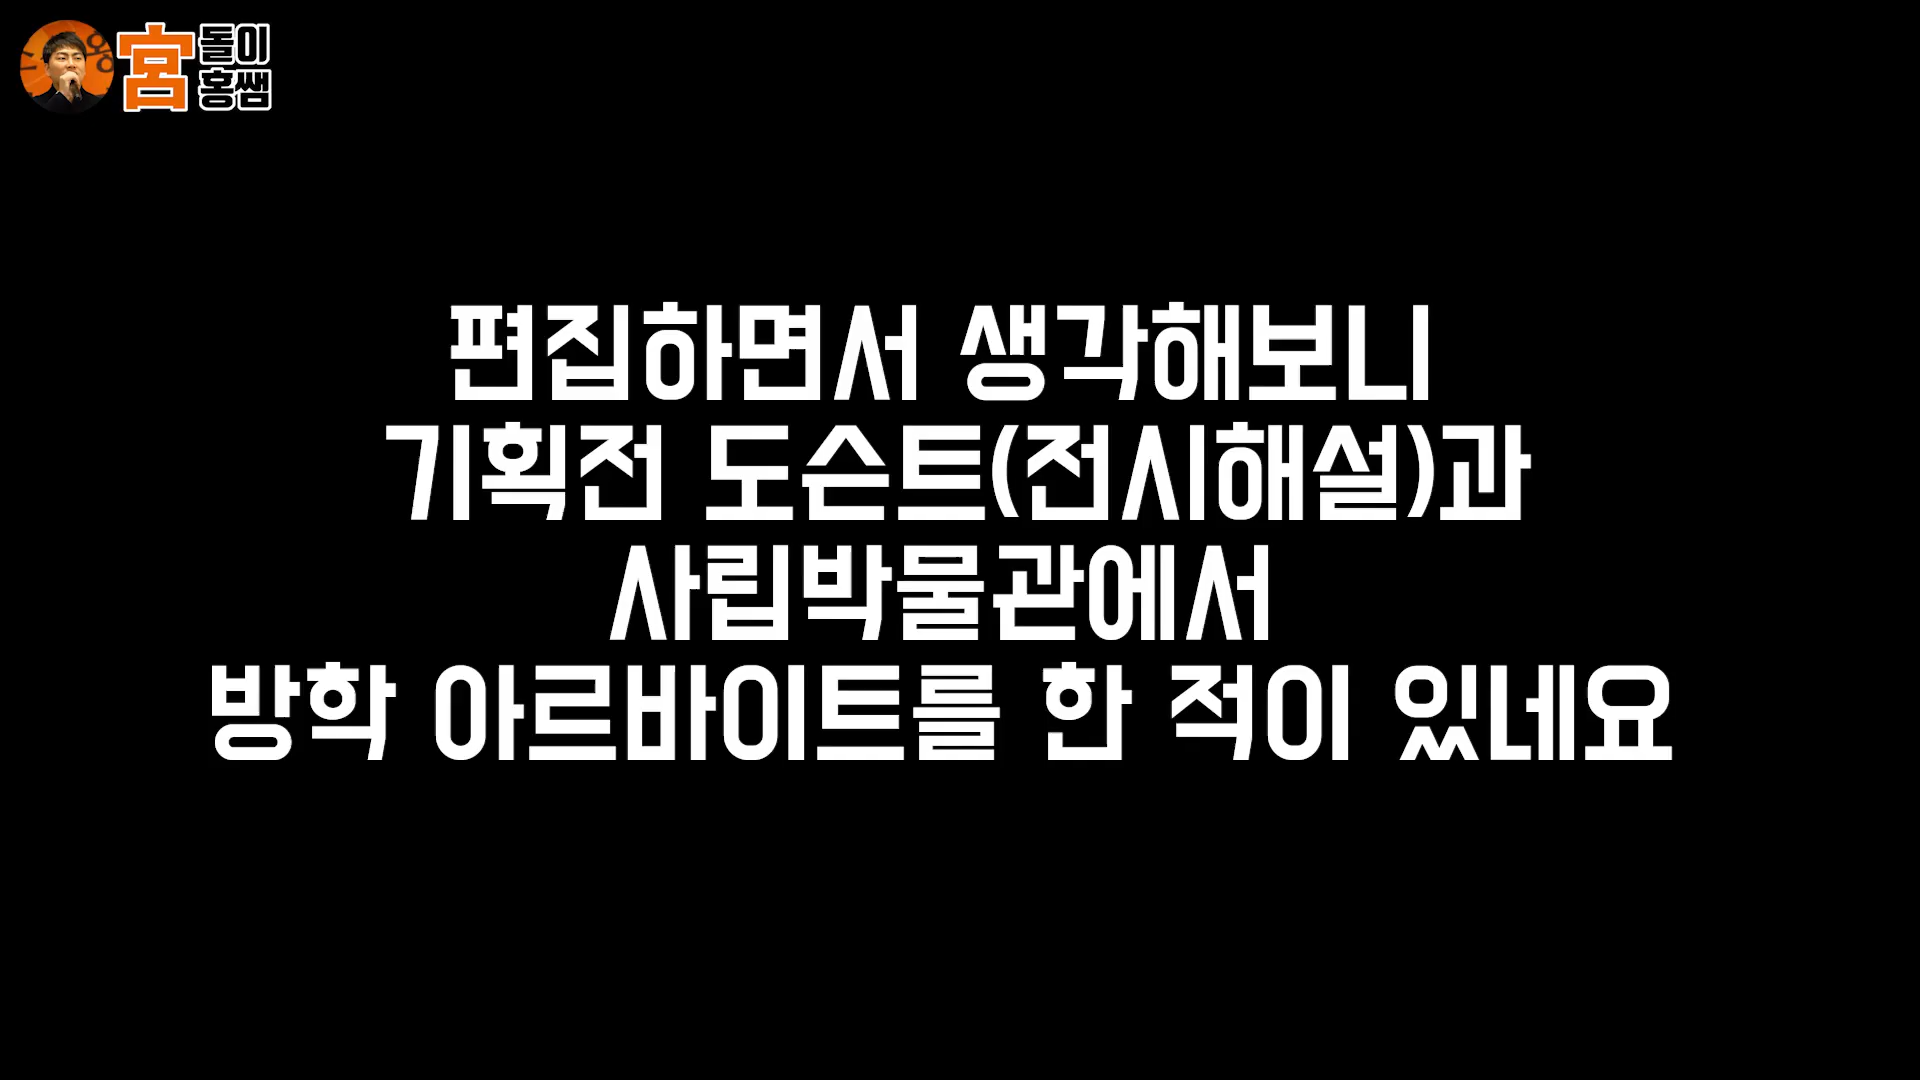 宮 돌이
홍쌤
편집하면서 생각해보니
기획전 도슨트(전시해설)과
사립박물관에서
방학 아르바이트를 한 적이 있네요